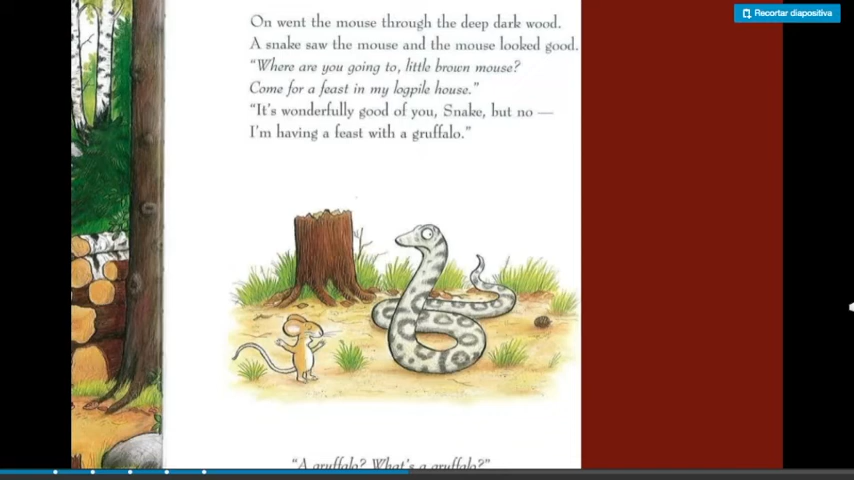 Recortar diapositiva
On went the mouse through the deep dark wood.
A snake saw the mouse and the mouse looked good.
“Where are you going to, little brown mouse?
Come for a feast in my logpile house.”
“It’s wonderfully good of you, Snake, but no —
I’m having a feast with a gruffalo.”
“A gruffalo? What’s a gruffalo?”